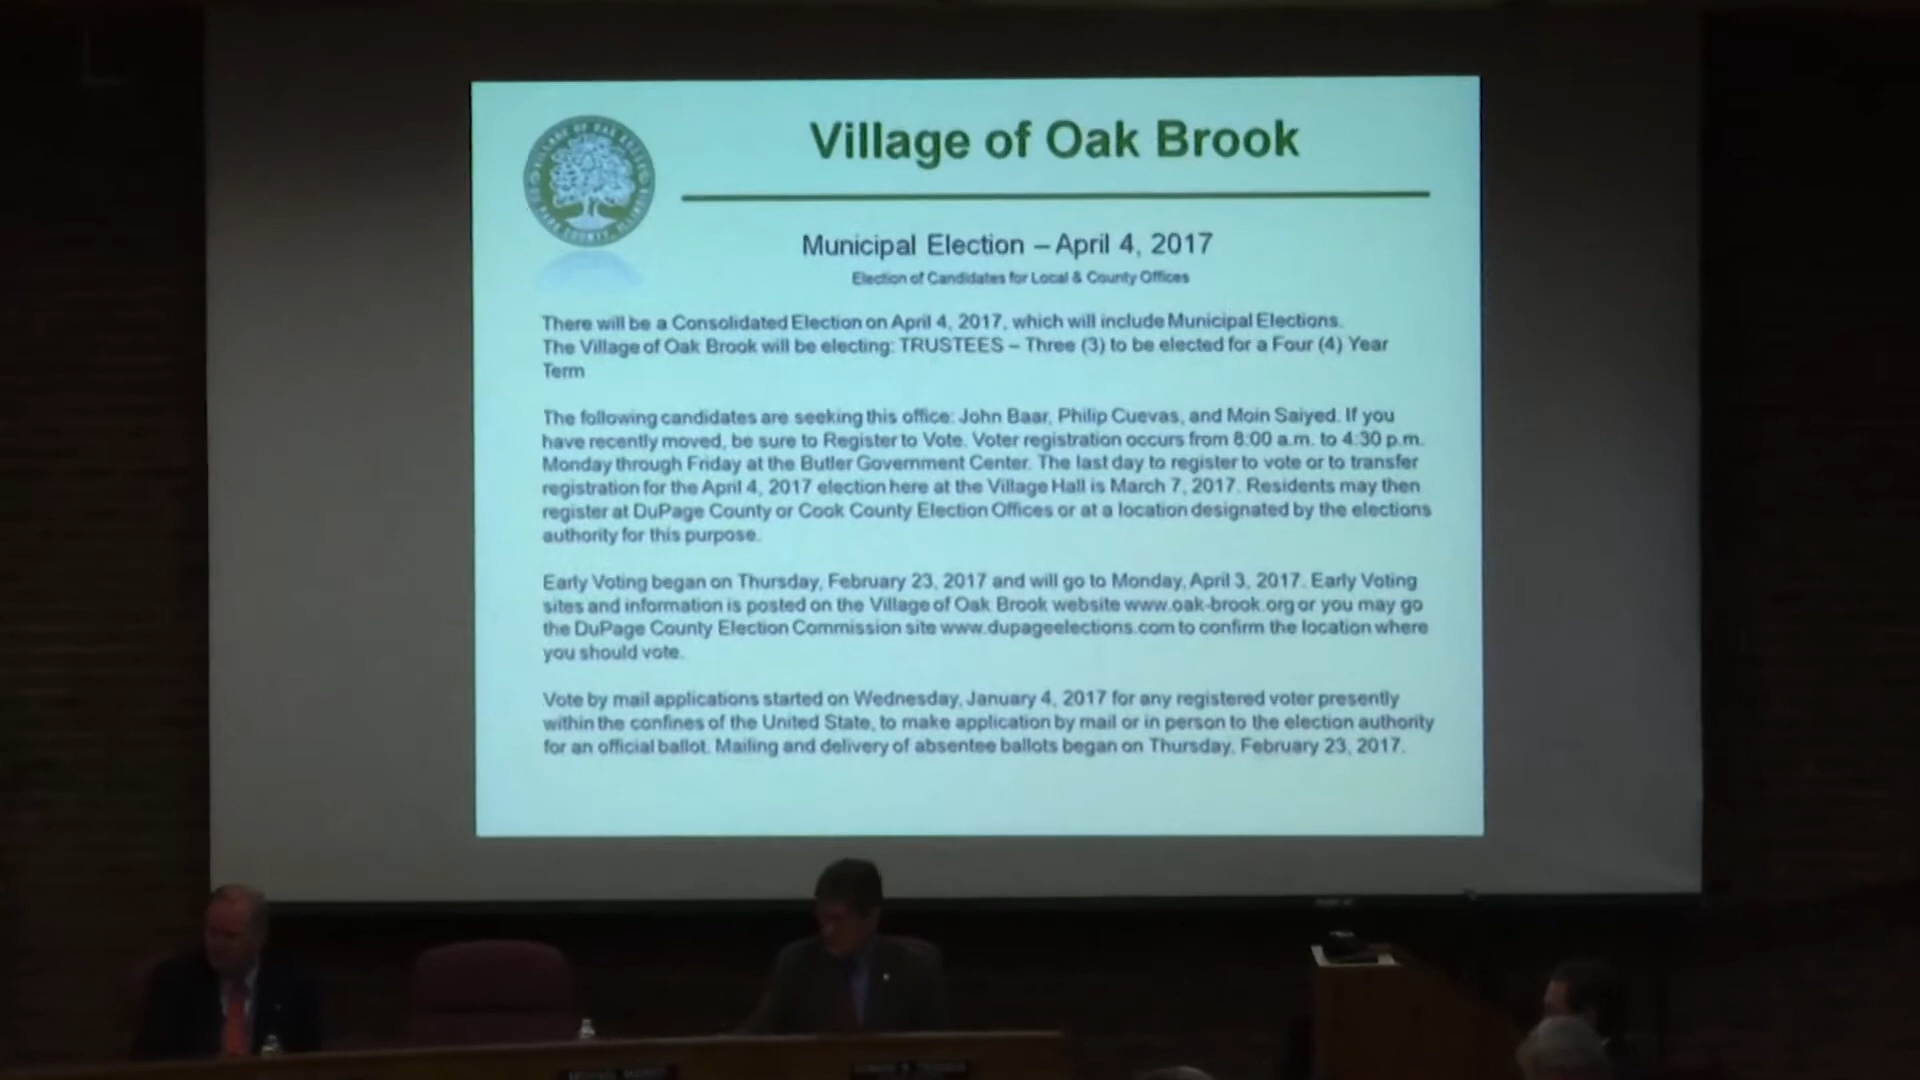 Village of Oak Brook
VILLAGE OF OAK BROOK
COUNTY,
Municipal Election – April 4, 2017
Election of Candidates for Local & County Offices
There will be a Consolidated Election on April 4, 2017, which will include Municipal Elections.
The Village of Oak Brook will be electing: TRUSTEES – Three (3) to be elected for a Four (4) Year
Term
The following candidates are seeking this office: John Baar, Philip Cuevas, and Moin Saiyed. If you
have recently moved, be sure to Register to Vote. Voter registration occurs from 8:00 a.m. to 4:30 p.m.
Monday through Friday at the Butler Government Center. The last day to register to vote or to transfer
registration for the April 4, 2017 election here at the Village Hall is March 7, 2017. Residents may then
register at DuPage County or Cook County Election Offices or at a location designated by the elections
authority for this purpose.
Early Voting began on Thursday, February 23, 2017 and will go to Monday, April 3, 2017. Early Voting
sites and information is posted on the Village of Oak Brook website www.oak-brook.org or you may go
the DuPage County Election Commission site www.dupageelections.com to confirm the location where
you should vote.
Vote by mail applications started on Wednesday, January 4, 2017 for any registered voter presently
within the confines of the United State, to make application by mail or in person to the election authority
for an official ballot. Mailing and delivery of absentee ballots began on Thursday, February 23, 2017.